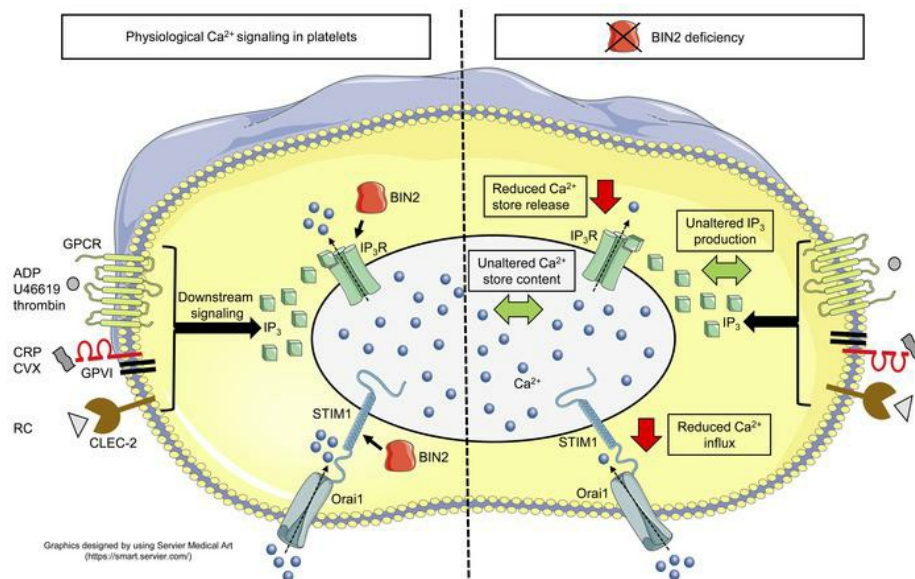 Physiological Ca²⁺ signaling in platelets
BIN2 deficiency
BIN2
Reduced Ca²⁺
store release
GPCR
IP₃R
IP₃R
Unaltered IP₃
production
ADP
U46619
thrombin
Downstream
signaling
IP₃
Unaltered Ca²⁺
store content
IP₃
CRP
CVX
GPVI
Ca²⁺
RC
CLEC-2
STIM1
BIN2
STIM1
Reduced Ca²⁺
influx
Orai1
Orai1
Graphics designed by using Servier Medical Art
(https://smart.servier.com/)